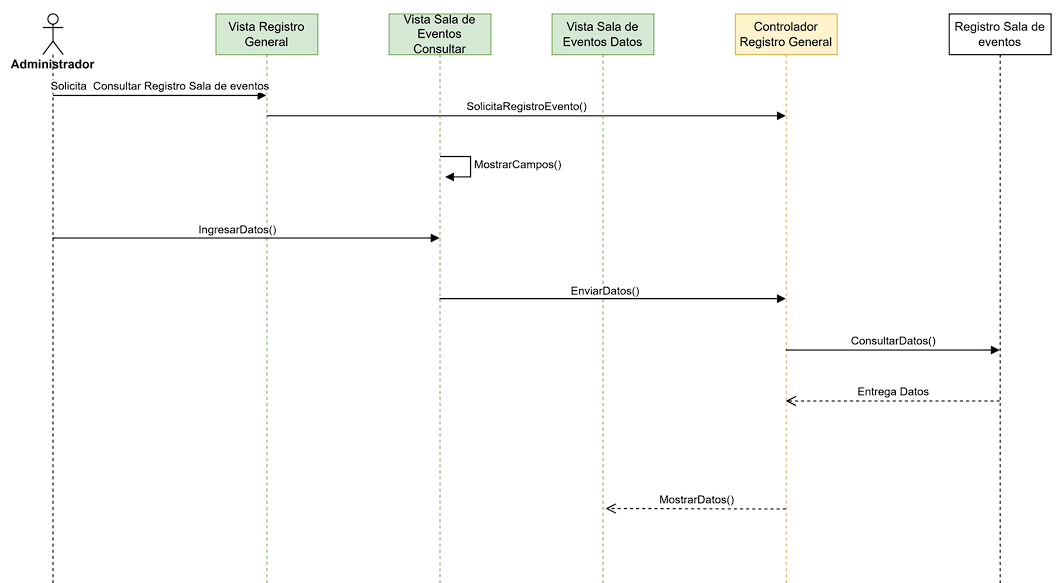 Vista Registro
General
Vista Sala de
Eventos
Consultar
Vista Sala de
Eventos Datos
Controlador
Registro General
Registro Sala de
eventos
Administrador
Solicita  Consultar Registro Sala de eventos
SolicitaRegistroEvento()
MostrarCampos()
IngresarDatos()
EnviarDatos()
ConsultarDatos()
Entrega Datos
MostrarDatos()